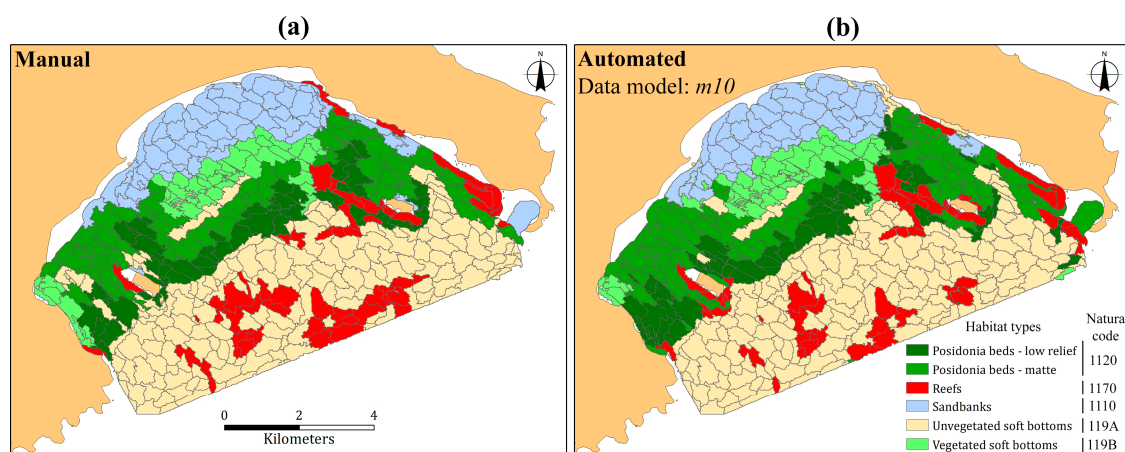 (a)
(b)
Manual
N
Automated
Data model: m10
N
0 2 4
Kilometers
Habitat types
Natura
code
Posidonia beds - low relief
1120
Posidonia beds - matte
Reefs
1170
Sandbanks
1110
Unvegetated soft bottoms
119A
Vegetated soft bottoms
119B